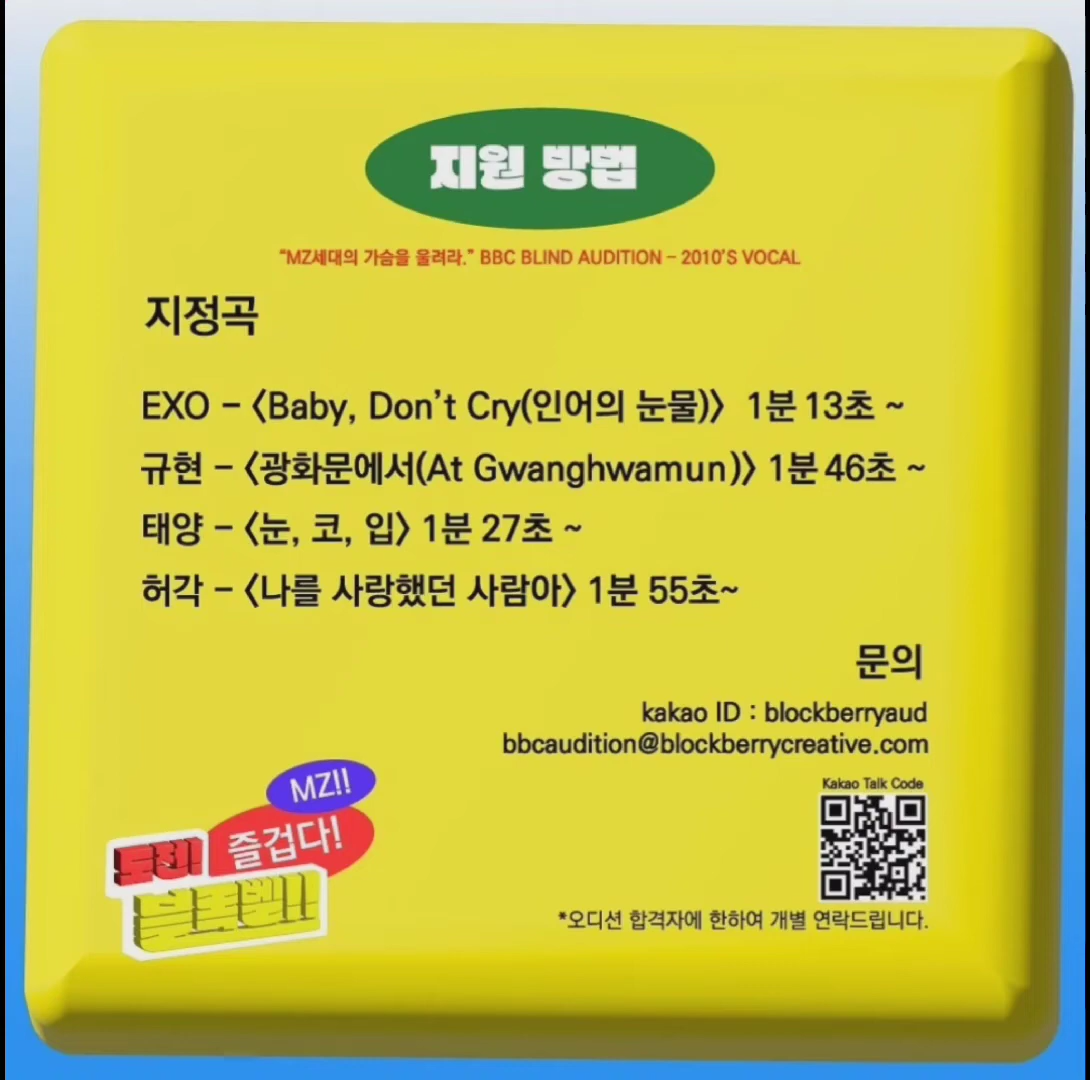 지원 방법
“MZ세대의 가슴을 울려라.” BBC BLIND AUDITION – 2010’S VOCAL
지정곡
EXO – 〈Baby, Don’t Cry(인어의 눈물)〉 1분 13초 ~
규현 – 〈광화문에서(At Gwanghwamun)〉 1분 46초 ~
태양 – 〈눈, 코, 입〉 1분 27초 ~
허각 – 〈나를 사랑했던 사람아〉 1분 55초~
문의
kakao ID : blockberryaud
bbcaudition@blockberrycreative.com
Kakao Talk Code
MZ!!
즐겁다!
도전!
*오디션 합격자에 한하여 개별 연락드립니다.